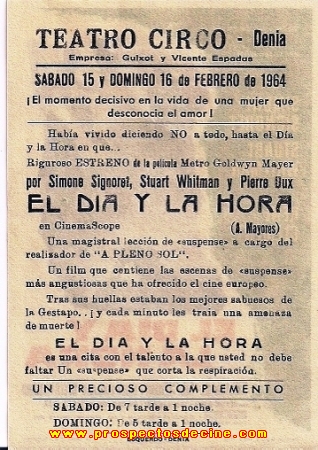 TEATRO CIRCO - Denia
Empresa: Guixot y Vicente Espadas
SABADO 15 y DOMINGO 16 de FEBRERO de 1964
¡El momento decisivo en la vida de una mujer que
desconocia el amor!
Había vivido diciendo NO a todo, hasta el Día
y la Hora en que..
Riguroso ESTRENO de la película Metro Goldwyn Mayer
por Simone Signoret, Stuart Whitman y Pierre Dux
EL DIA Y LA HORA
en CinemaScope (A. Mayores)
Una magistral lección de «suspense» a cargo del
realizador de "A PLENO SOL".
Un film que contiene las escenas de «suspense»
más angustiosas que ha ofrecido el cine europeo.
Tras sus huellas estaban los mejores sabuesos de
la Gestapo.. ¡y cada minuto les traia una amenaza
de muerte!
EL DIA Y LA HORA
es una cita con el talento a la que usted no debe
faltar Un «suspense" que corta la respiración.
UN PRECIOSO COMPLEMENTO
SABADO: De 7 tarde a 1 noche.
DOMINGO: De 5 tarde a 1 noche.
www.prospectosdecine.com
SOQUERDO - DENIA